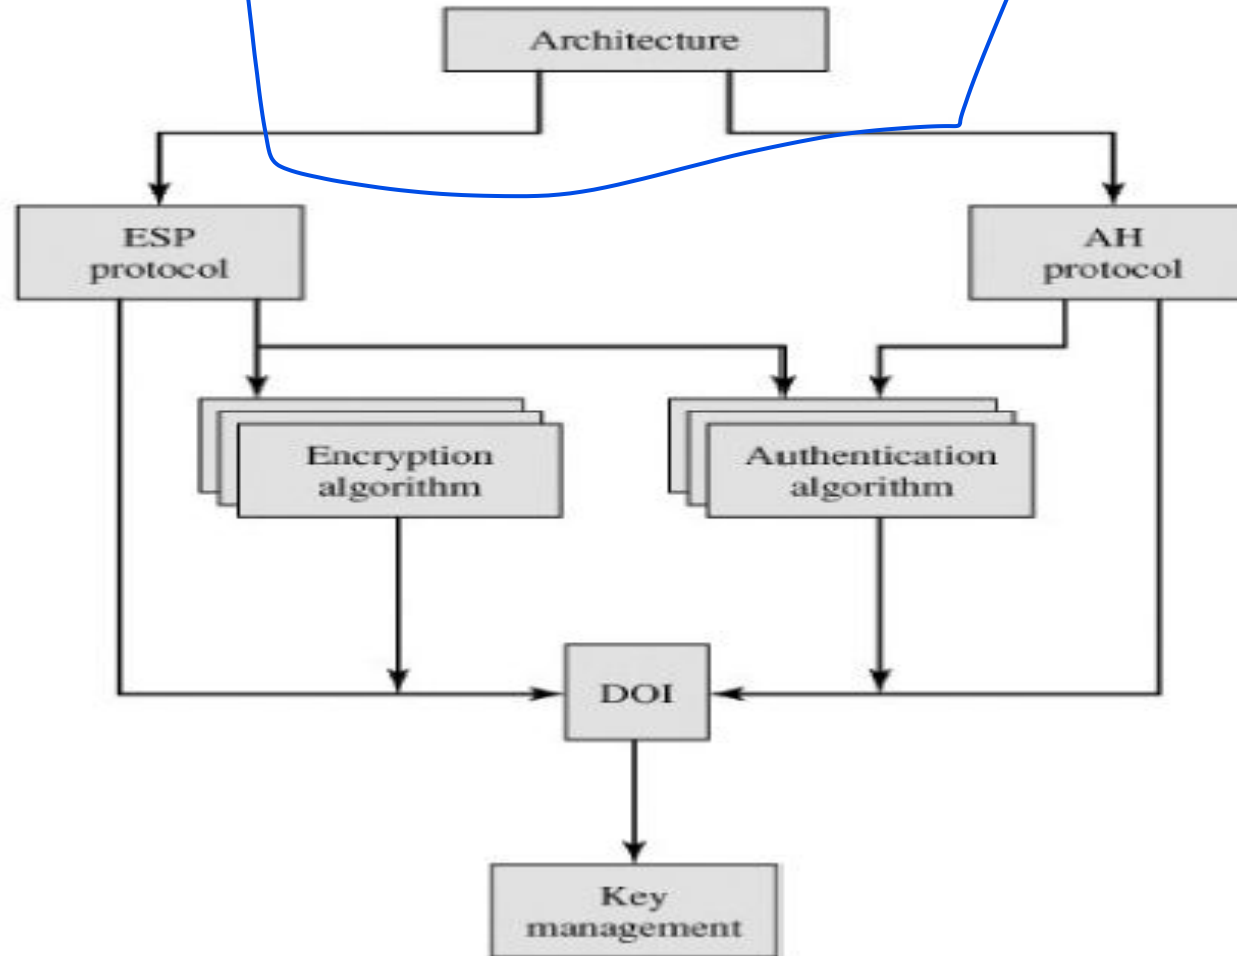 Architecture
ESP
protocol
AH
protocol
Encryption
algorithm
Authentication
algorithm
DOI
Key
management